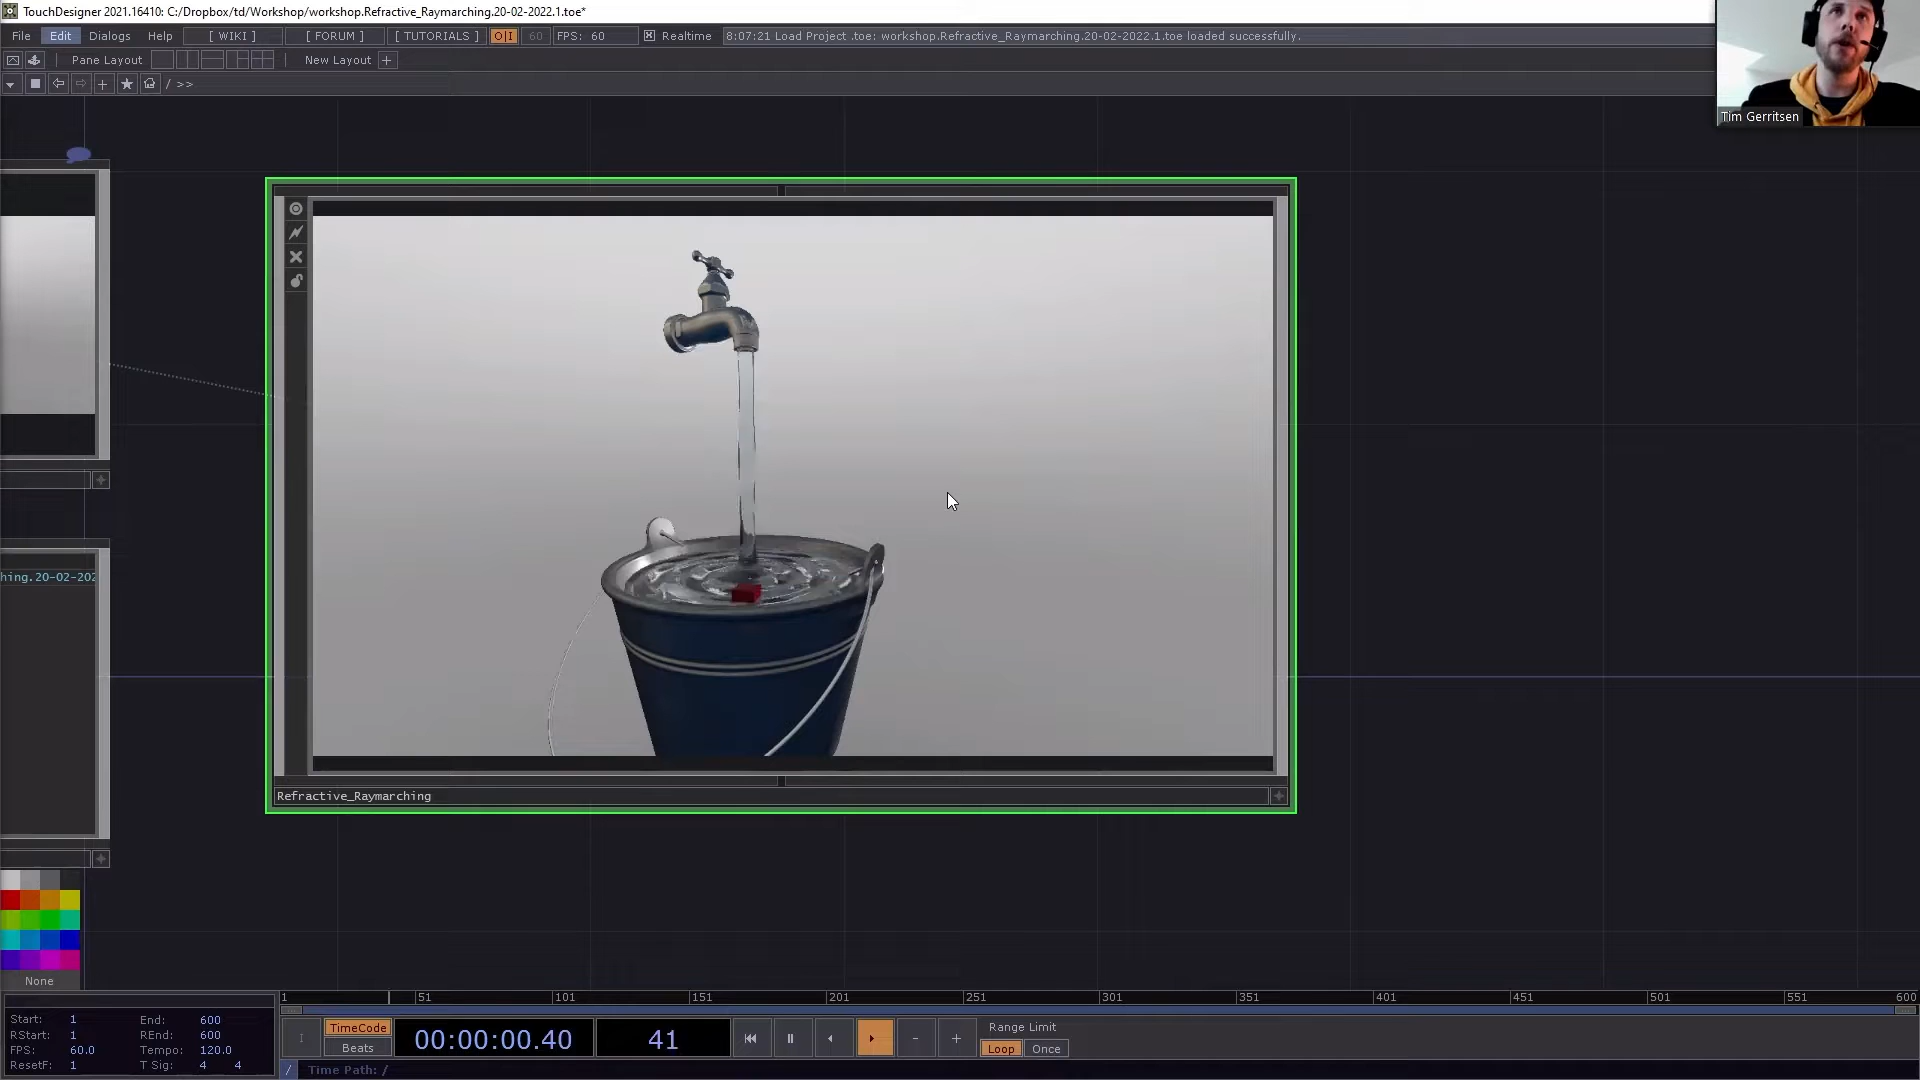 TouchDesigner 2021.16410: C:/Dropbox/td/Workshop/workshop.Refractive_Raymarching.20-02-2022.1.toe*
File Edit Dialogs Help [ WIKI ] [ FORUM ] [ TUTORIALS ] O|I 60 FPS: 60 Realtime 8:07:21 Load Project .toe: workshop.Refractive_Raymarching.20-02-2022.1.toe loaded successfully.
Pane Layout New Layout +
/ >>
Tim Gerritsen
hing.20-02-202
Refractive_Raymarching
None
1 51 101 151 201 251 301 351 401 451 501 551 600
Start: 1 End: 600
RStart: 1 REnd: 600
FPS: 60.0 Tempo: 120.0
ResetF: 1 T Sig: 4 4
TimeCode
Beats
00:00:00.40
41
- +
Range Limit
Loop Once
/ Time Path: /